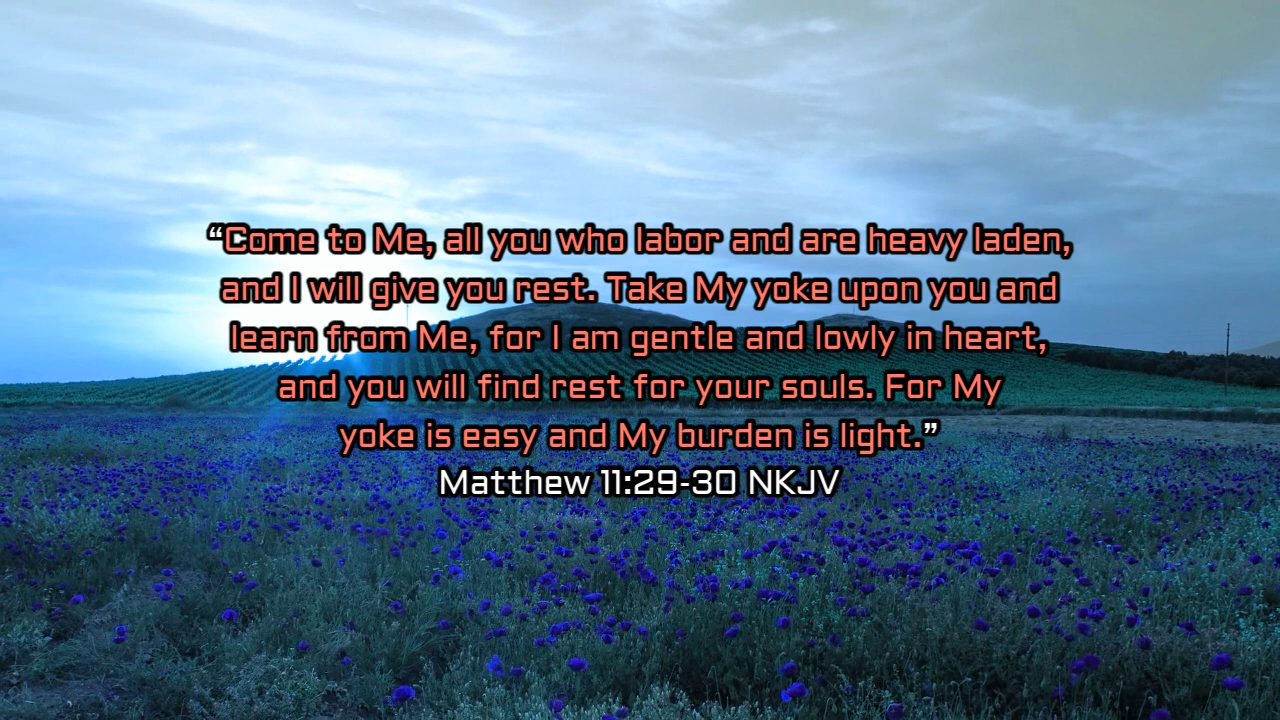 “Come to Me, all you who labor and are heavy laden,
and I will give you rest. Take My yoke upon you and
learn from Me, for I am gentle and lowly in heart,
and you will find rest for your souls. For My
yoke is easy and My burden is light.”
Matthew 11:29-30 NKJV